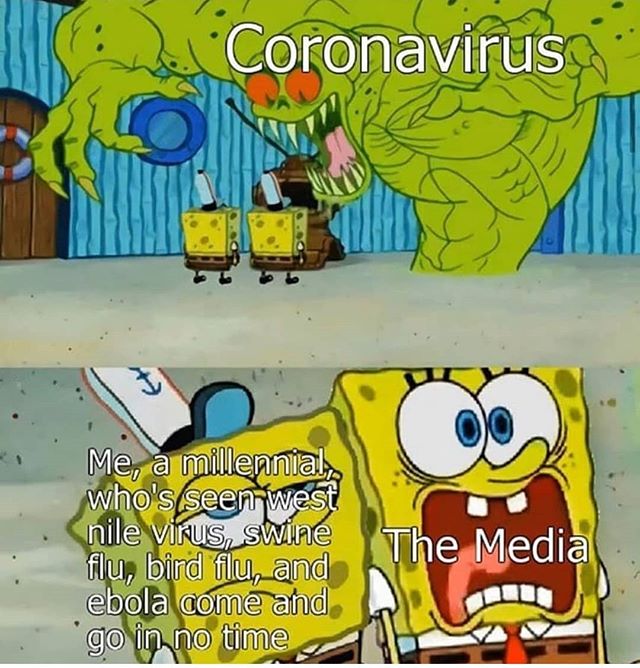 Coronavirus
Me, a millennial,
who's seen west
nile virus, swine
flu, bird flu, and
ebola come and
go in no time
The Media